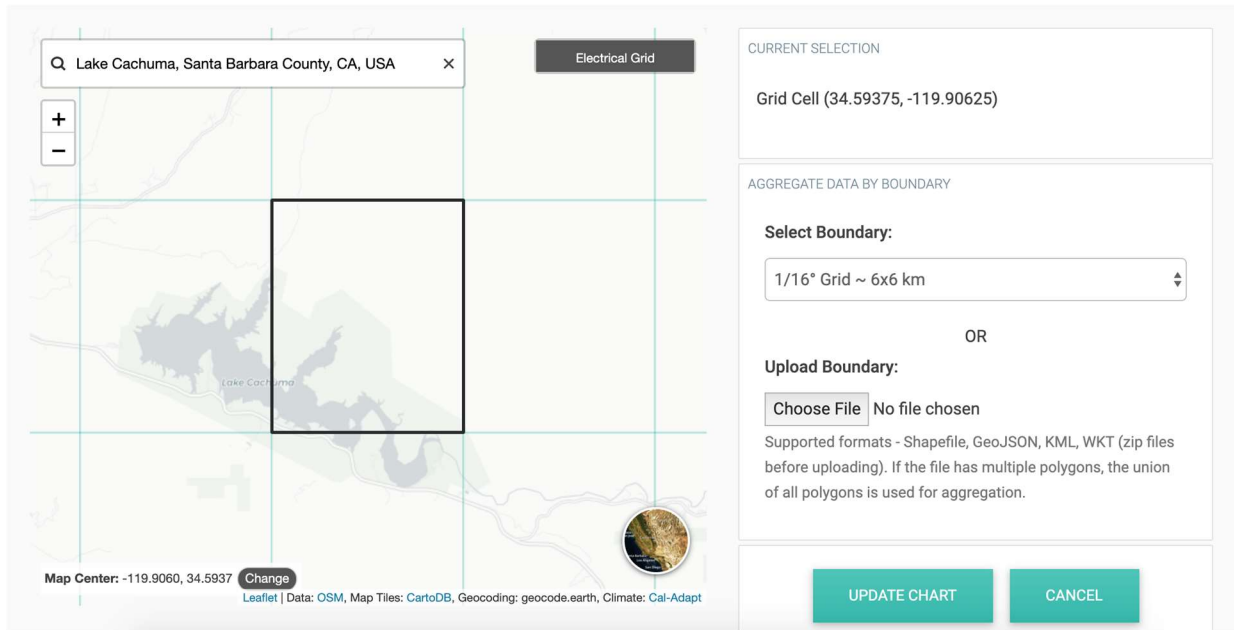 Lake Cachuma, Santa Barbara County, CA, USA ×
Electrical Grid
+
−
Lake Cachuma
Map Center: -119.9060, 34.5937 Change
Leaflet | Data: OSM, Map Tiles: CartoDB, Geocoding: geocode.earth, Climate: Cal-Adapt
CURRENT SELECTION
Grid Cell (34.59375, -119.90625)
AGGREGATE DATA BY BOUNDARY
Select Boundary:
1/16° Grid ~ 6x6 km
OR
Upload Boundary:
Choose File No file chosen
Supported formats - Shapefile, GeoJSON, KML, WKT (zip files
before uploading). If the file has multiple polygons, the union
of all polygons is used for aggregation.
UPDATE CHART
CANCEL